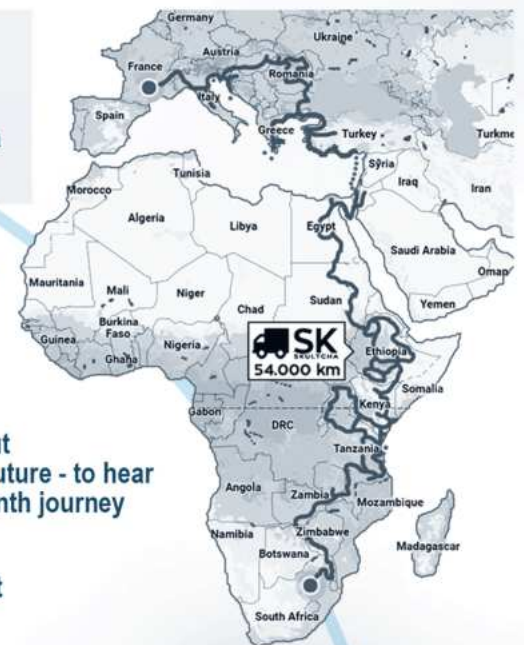 Germany
Ukraine
Austria
France
Romania
Italy
Spain
Greece
Turkey
Syria
Iraq
Iran
Tunisia
Morocco
Algeria
Libya
Egypt
Saudi Arabia
Oman
Mauritania
Mali
Niger
Chad
Sudan
Yemen
Burkina
Faso
Guinea
Ghana
Nigeria
SK
SKULTCHA
54.000 km
Ethiopia
Somalia
Gabon
DRC
Kenya
Tanzania
uture - to hear
nth journey
Angola
Zambia
Mozambique
Namibia
Zimbabwe
Botswana
Madagascar
South Africa